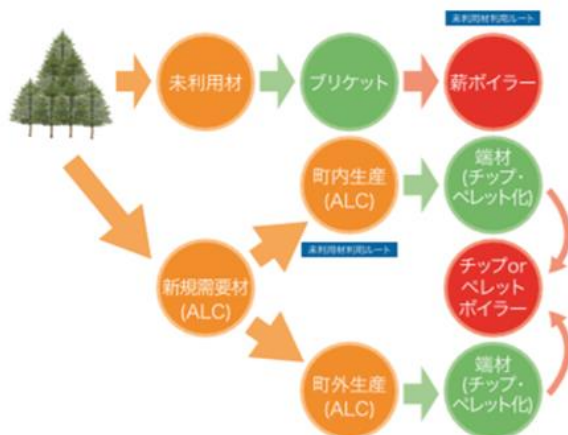 未利用材利用ルート
未利用材
ブリケット
薪ボイラー
町内生産
(ALC)
端材
(チップ・
ペレット化)
未利用材利用ルート
新規需要材
(ALC)
チップor
ペレット
ボイラー
町外生産
(ALC)
端材
(チップ・
ペレット化)